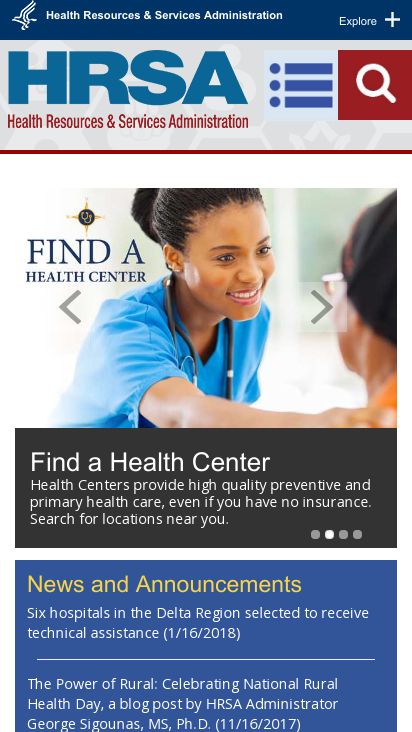 Health Resources & Services Administration
Explore
HRSA
Health Resources & Services Administration
FIND A
HEALTH CENTER
Find a Health Center
Health Centers provide high quality preventive and
primary health care, even if you have no insurance.
Search for locations near you.
News and Announcements
Six hospitals in the Delta Region selected to receive
technical assistance (1/16/2018)
The Power of Rural: Celebrating National Rural
Health Day, a blog post by HRSA Administrator
George Sigounas, MS, Ph.D. (11/16/2017)